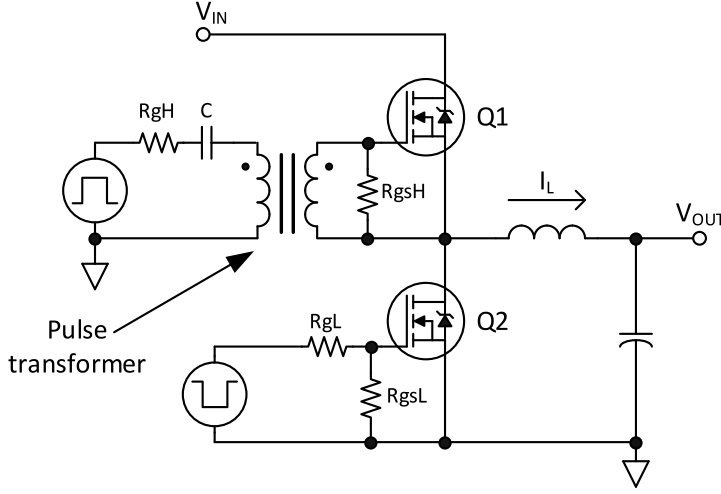 VIN
RgH
C
Q1
RgsH
IL
VOUT
Pulse
transformer
RgL
Q2
RgsL